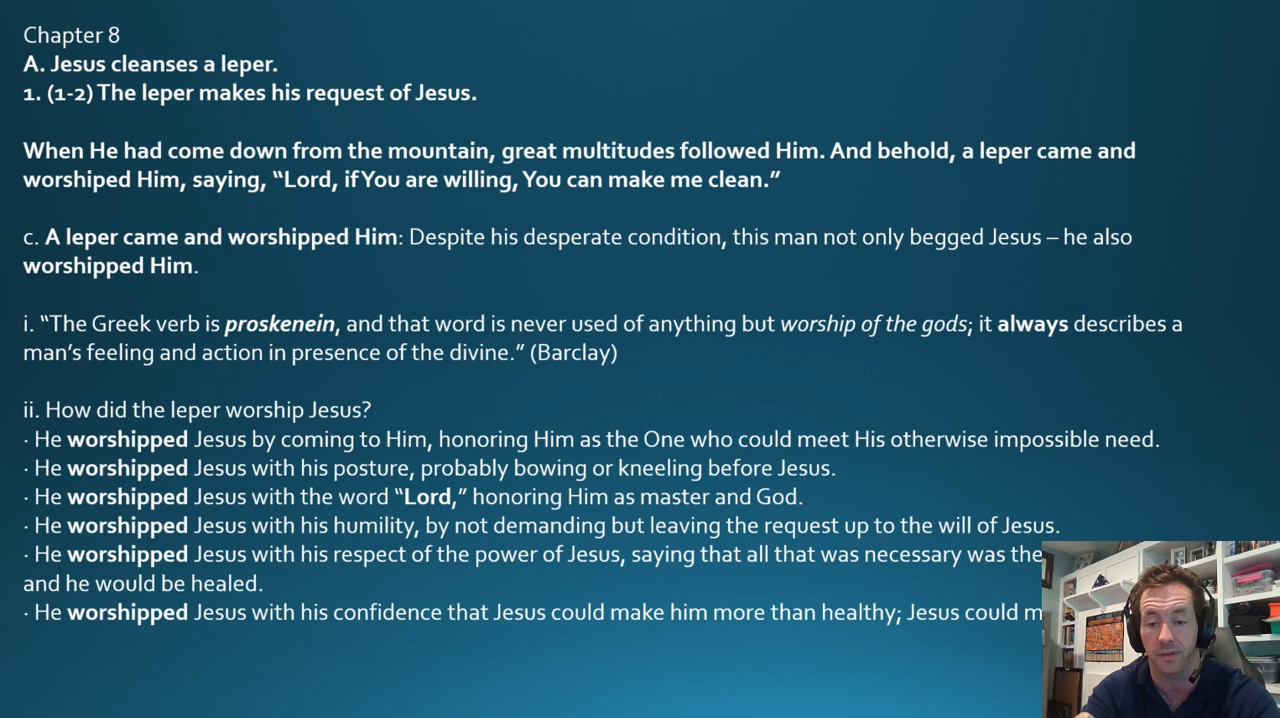 Chapter 8
A. Jesus cleanses a leper.
1. (1-2) The leper makes his request of Jesus.
When He had come down from the mountain, great multitudes followed Him. And behold, a leper came and
worshiped Him, saying, “Lord, if You are willing, You can make me clean.”
c. A leper came and worshipped Him: Despite his desperate condition, this man not only begged Jesus – he also
worshipped Him.
i. “The Greek verb is proskenein, and that word is never used of anything but worship of the gods; it always describes a
man’s feeling and action in presence of the divine.” (Barclay)
ii. How did the leper worship Jesus?
· He worshipped Jesus by coming to Him, honoring Him as the One who could meet His otherwise impossible need.
· He worshipped Jesus with his posture, probably bowing or kneeling before Jesus.
· He worshipped Jesus with the word “Lord,” honoring Him as master and God.
· He worshipped Jesus with his humility, by not demanding but leaving the request up to the will of Jesus.
· He worshipped Jesus with his respect of the power of Jesus, saying that all that was necessary was the
and he would be healed.
· He worshipped Jesus with his confidence that Jesus could make him more than healthy; Jesus could